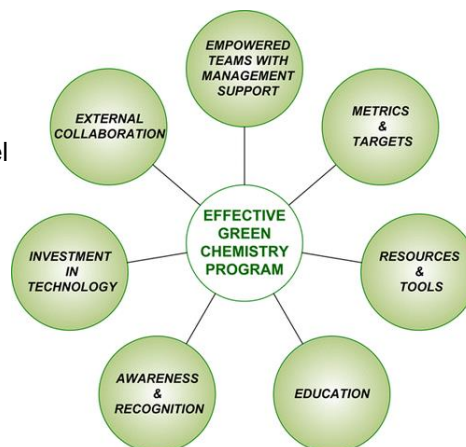 EMPOWERED
TEAMS WITH
MANAGEMENT
SUPPORT
METRICS
&
TARGETS
RESOURCES
&
TOOLS
EDUCATION
AWARENESS
&
RECOGNITION
INVESTMENT
IN
TECHNOLOGY
EXTERNAL
COLLABORATION
EFFECTIVE
GREEN
CHEMISTRY
PROGRAM
el